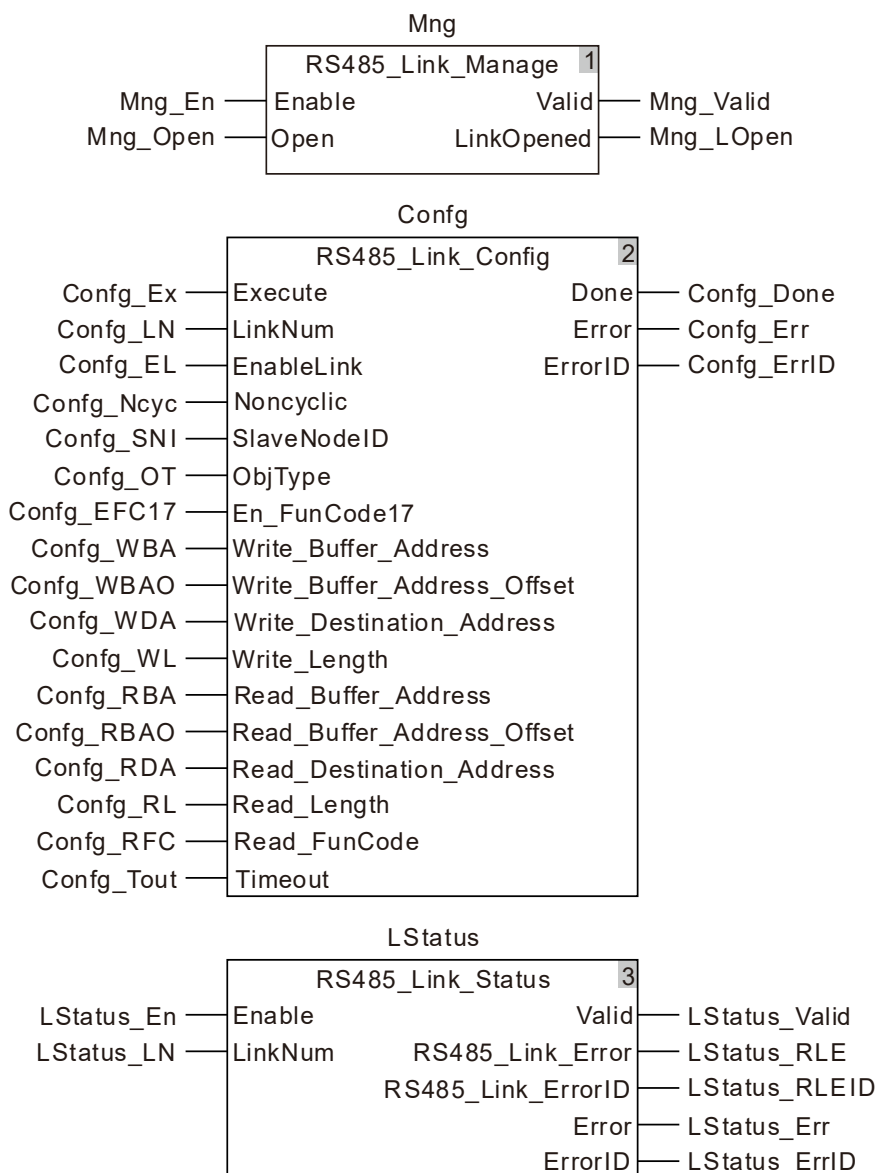 Mng
RS485_Link_Manage 1
Mng_En Enable Valid Mng_Valid
Mng_Open Open LinkOpened Mng_LOpen
Confg
RS485_Link_Config 2
Confg_Ex Execute Done Confg_Done
Confg_LN LinkNum Error Confg_Err
Confg_EL EnableLink ErrorID Confg_ErrID
Confg_Ncyc Noncyclic
Confg_SNI SlaveNodeID
Confg_OT ObjType
Confg_EFC17 En_FunCode17
Confg_WBA Write_Buffer_Address
Confg_WBAO Write_Buffer_Address_Offset
Confg_WDA Write_Destination_Address
Confg_WL Write_Length
Confg_RBA Read_Buffer_Address
Confg_RBAO Read_Buffer_Address_Offset
Confg_RDA Read_Destination_Address
Confg_RL Read_Length
Confg_RFC Read_FunCode
Confg_Tout Timeout
LStatus
RS485_Link_Status 3
LStatus_En Enable Valid LStatus_Valid
LStatus_LN LinkNum RS485_Link_Error LStatus_RLE
RS485_Link_ErrorID LStatus_RLEID
Error LStatus_Err
ErrorID LStatus_ErrID